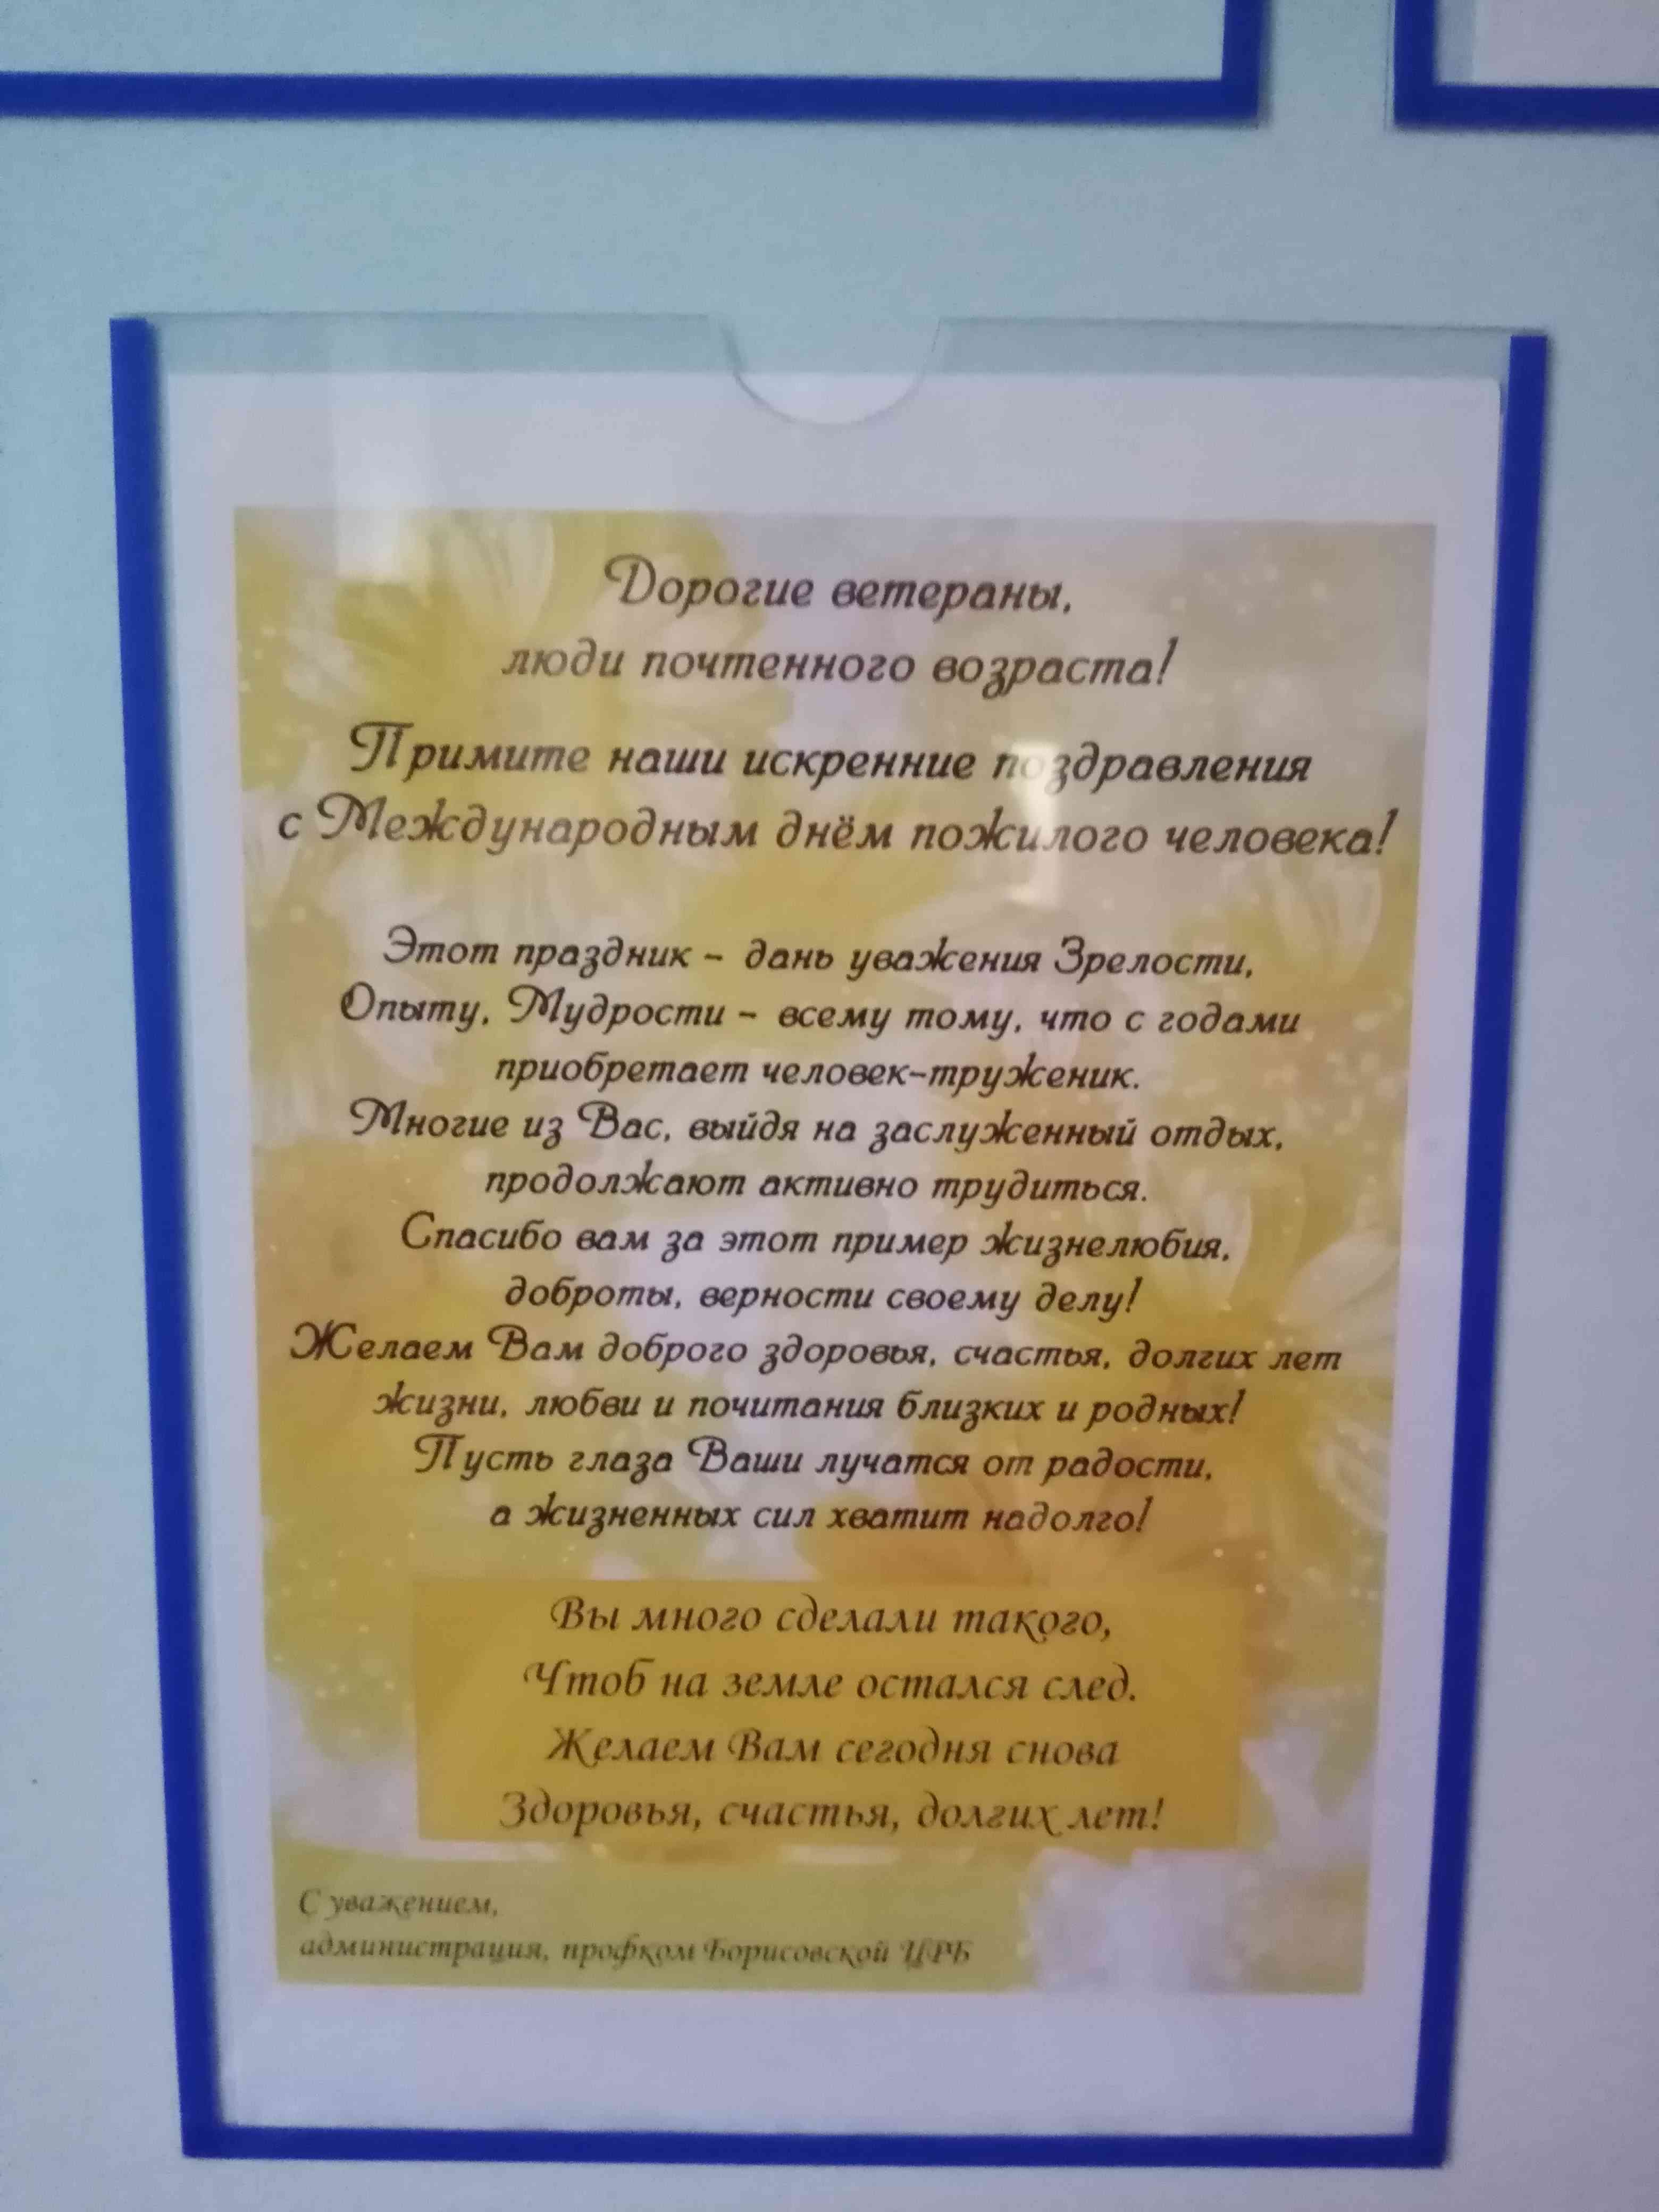 Дорогие ветераны,
люди почтенного возраста!
Примите наши искренние поздравления
с Международным днём пожилого человека!
Этот праздник – дань уважения Зрелости,
Опыту, Мудрости – всему тому, что с годами
приобретает человек-труженик.
Многие из Вас, выйдя на заслуженный отдых,
продолжают активно трудиться.
Спасибо вам за этот пример жизнелюбия,
доброты, верности своему делу!
Желаем Вам доброго здоровья, счастья, долгих лет
жизни, любви и почитания близких и родных!
Пусть глаза Ваши лучатся от радости,
а жизненных сил хватит надолго!
Вы много сделали такого,
Чтоб на земле остался след.
Желаем Вам сегодня снова
Здоровья, счастья, долгих лет!
С уважением,
администрация, профком Борисовской ЦРБ